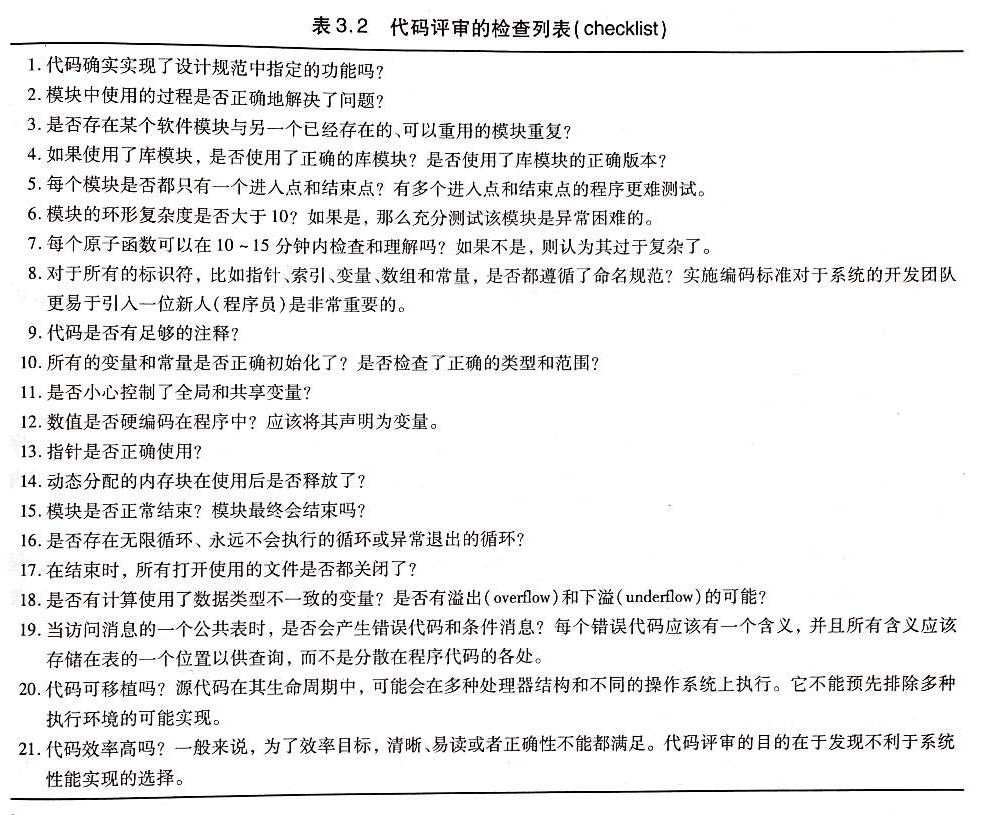 表3.2 代码评审的检查列表(checklist)
1. 代码确实实现了设计规范中指定的功能吗?
2. 模块中使用的过程是否正确地解决了问题?
3. 是否存在某个软件模块与另一个已经存在的、可以重用的模块重复?
4. 如果使用了库模块, 是否使用了正确的库模块? 是否使用了库模块的正确版本?
5. 每个模块是否都只有一个进入点和结束点? 有多个进入点和结束点的程序更难测试。
6. 模块的环形复杂度是否大于10? 如果是, 那么充分测试该模块是异常困难的。
7. 每个原子函数可以在10~15分钟内检查和理解吗? 如果不是, 则认为其过于复杂了。
8. 对于所有的标识符, 比如指针、索引、变量、数组和常量, 是否都遵循了命名规范? 实施编码标准对于系统的开发团队
更易于引入一位新人(程序员)是非常重要的。
9. 代码是否有足够的注释?
10. 所有的变量和常量是否正确初始化了? 是否检查了正确的类型和范围?
11. 是否小心控制了全局和共享变量?
12. 数值是否硬编码在程序中? 应该将其声明为变量。
13. 指针是否正确使用?
14. 动态分配的内存块在使用后是否释放了?
15. 模块是否正常结束? 模块最终会结束吗?
16. 是否存在无限循环、永远不会执行的循环或异常退出的循环?
17. 在结束时, 所有打开使用的文件是否都关闭了?
18. 是否有计算使用了数据类型不一致的变量? 是否有溢出(overflow)和下溢(underflow)的可能?
19. 当访问消息的一个公共表时, 是否会产生错误代码和条件消息? 每个错误代码应该有一个含义, 并且所有含义应该
存储在表的一个位置以供查询, 而不是分散在程序代码的各处。
20. 代码可移植吗? 源代码在其生命周期中, 可能会在多种处理器结构和不同的操作系统上执行。它不能预先排除多种
执行环境的可能实现。
21. 代码效率高吗? 一般来说, 为了效率目标, 清晰、易读或者正确性不能都满足。代码评审的目的在于发现不利于系统
性能实现的选择。